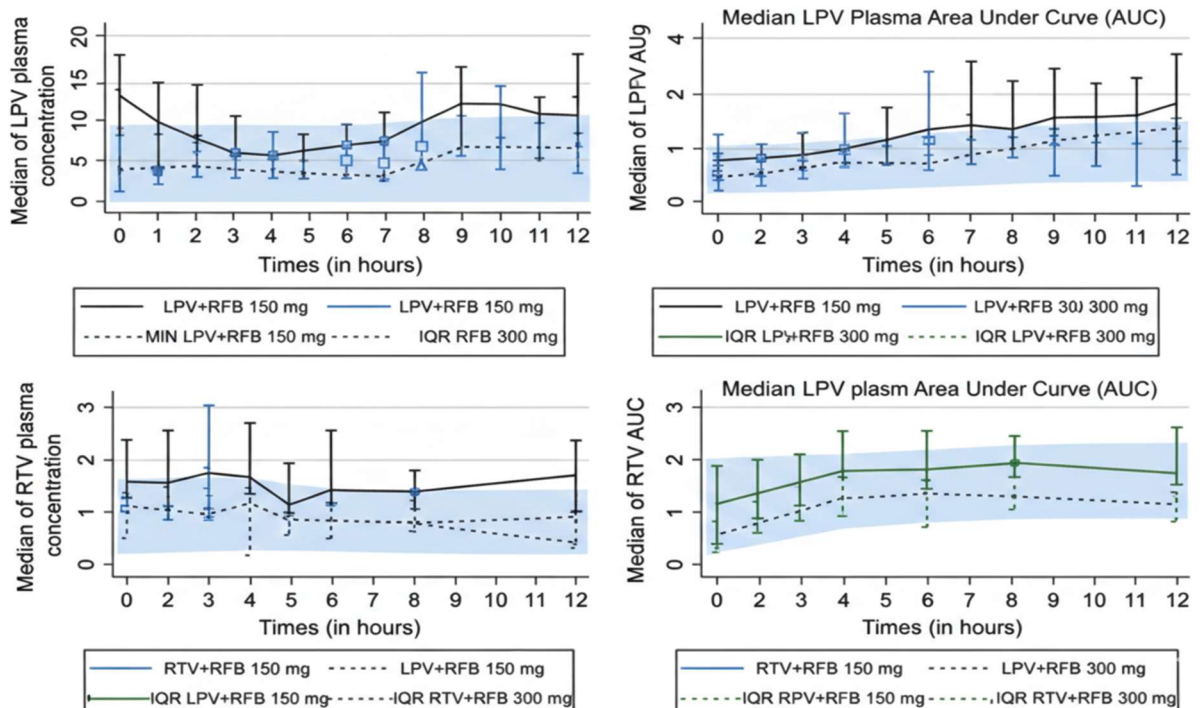 20
15
10
5
0
Median of LPV plasma
concentration
0 1 2 3 4 5 6 7 8 9 10 11 12
Times (in hours)
LPV+RFB 150 mg LPV+RFB 150 mg
MIN LPV+RFB 150 mg IQR RFB 300 mg
Median LPV Plasma Area Under Curve (AUC)
4
2
1
1
0
Median of LPFV AUg
0 1 2 3 4 5 6 7 8 9 10 11 12
Times (in hours)
LPV+RFB 150 mg LPV+RFB 30J 300 mg
IQR LPy+RFB 300 mg IQR LPV+RFB 300 mg
3
2
1
0
Median of RTV plasma
concentration
0 2 3 4 5 6 7 8 9 10 11 12
Times (in hours)
RTV+RFB 150 mg LPV+RFB 150 mg
IQR LPV+RFB 150 mg IQR RTV+RFB 300 mg
Median LPV plasm Area Under Curve (AUC)
3
2
1
0
Median of RTV AUC
0 2 3 4 5 6 7 8 9 10 11 12
Times (in hours)
RTV+RFB 150 mg LPV+RFB 300 mg
IQR RPV+RFB 150 mg IQR RTV+RFB 300 mg